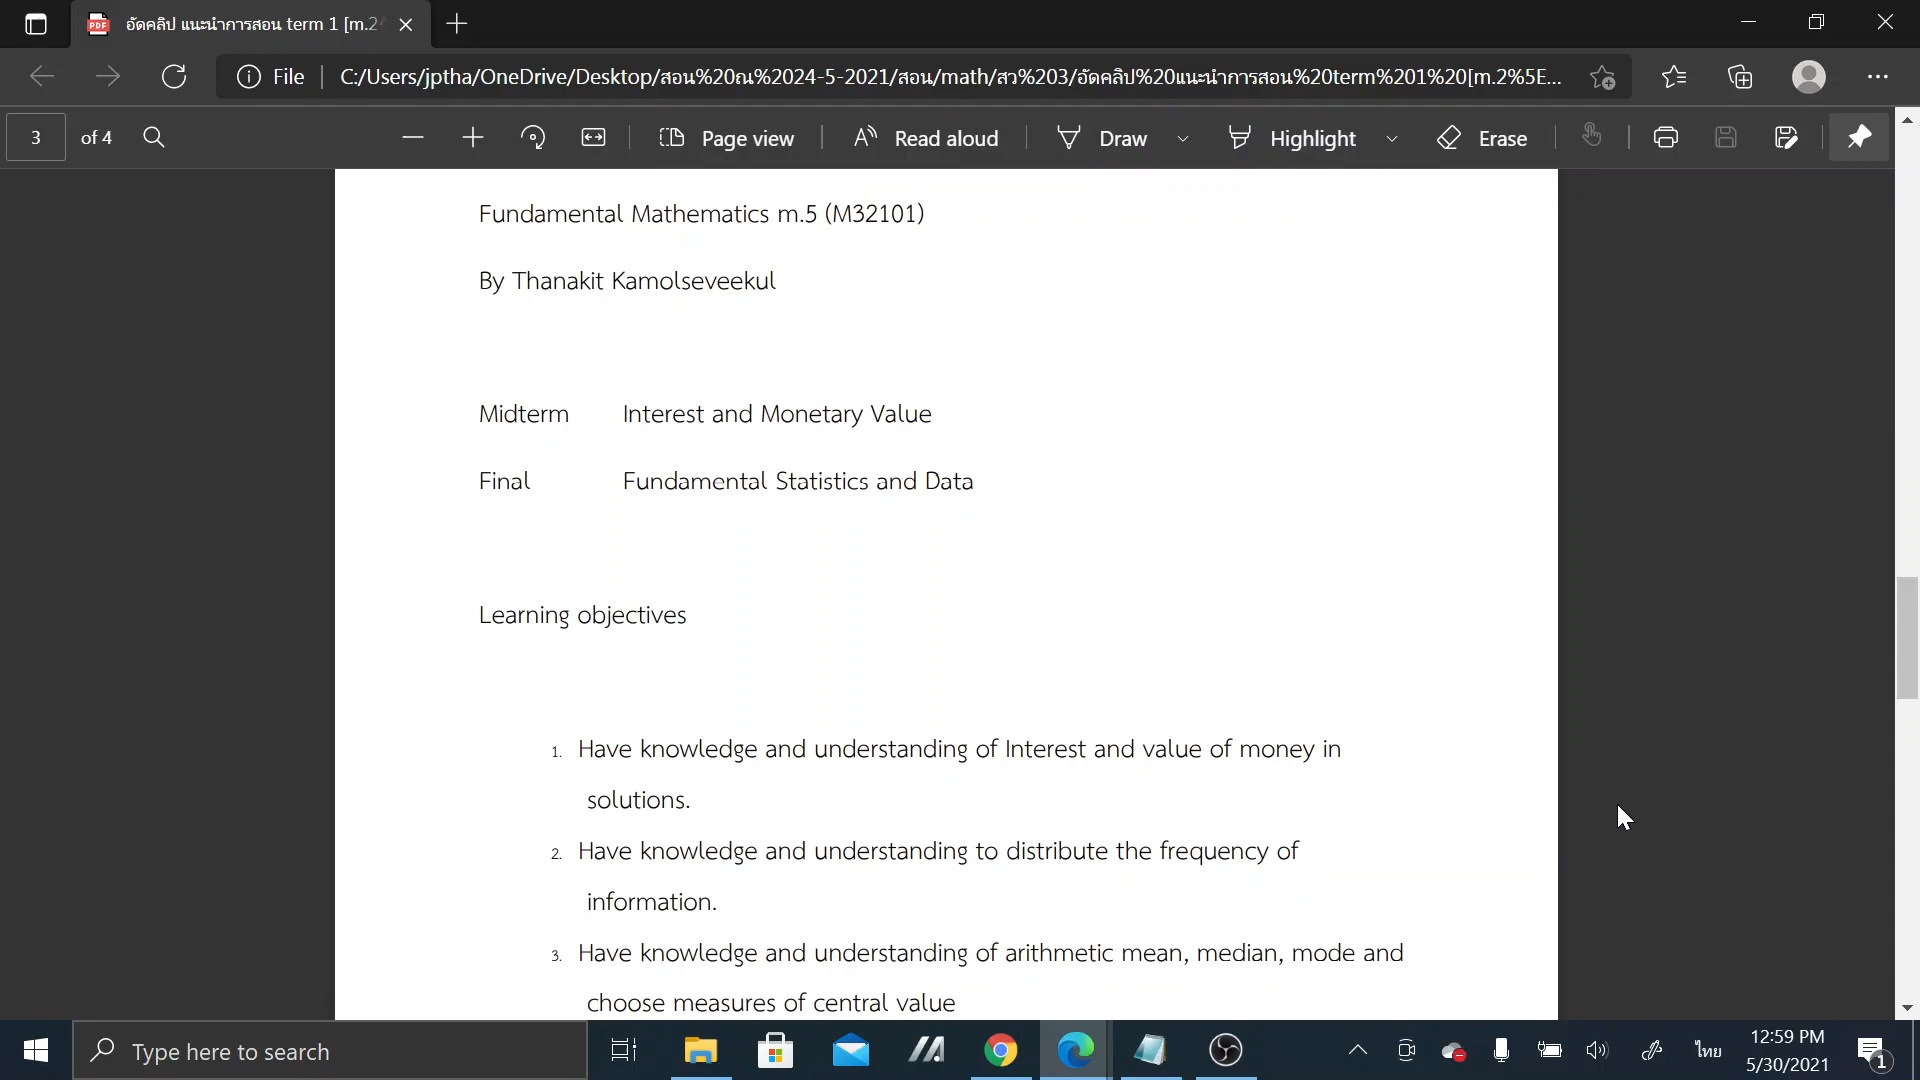 อัดคลิป แนะนำการสอน term 1 [m.2
File
C:/Users/jptha/OneDrive/Desktop/สอน%20ณ%2024-5-2021/สอน/math/สว%203/อัดคลิป%20แนะนำการสอน%20term%201%20[m.2%5E...
3 of 4
Page view
Read aloud
Draw
Highlight
Erase
Fundamental Mathematics m.5 (M32101)
By Thanakit Kamolseveekul
Midterm Interest and Monetary Value
Final Fundamental Statistics and Data
Learning objectives
1. Have knowledge and understanding of Interest and value of money in
solutions.
2. Have knowledge and understanding to distribute the frequency of
information.
3. Have knowledge and understanding of arithmetic mean, median, mode and
choose measures of central value
Type here to search
ไทย
12:59 PM
5/30/2021
1